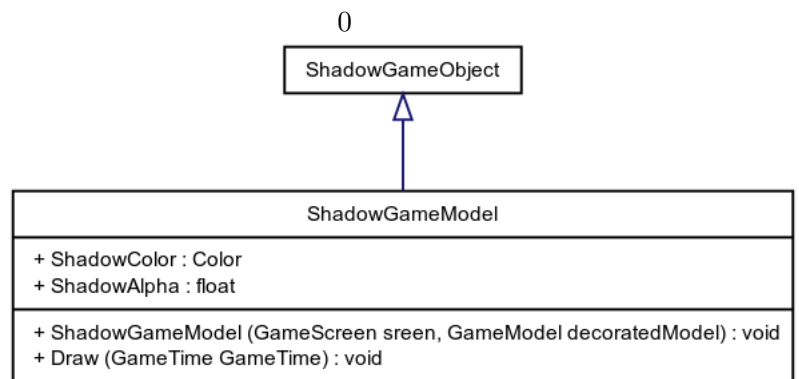 0
ShadowGameObject
ShadowGameModel
+ ShadowColor : Color
+ ShadowAlpha : float
+ ShadowGameModel (GameScreen sreen, GameModel decoratedModel) : void
+ Draw (GameTime GameTime) : void